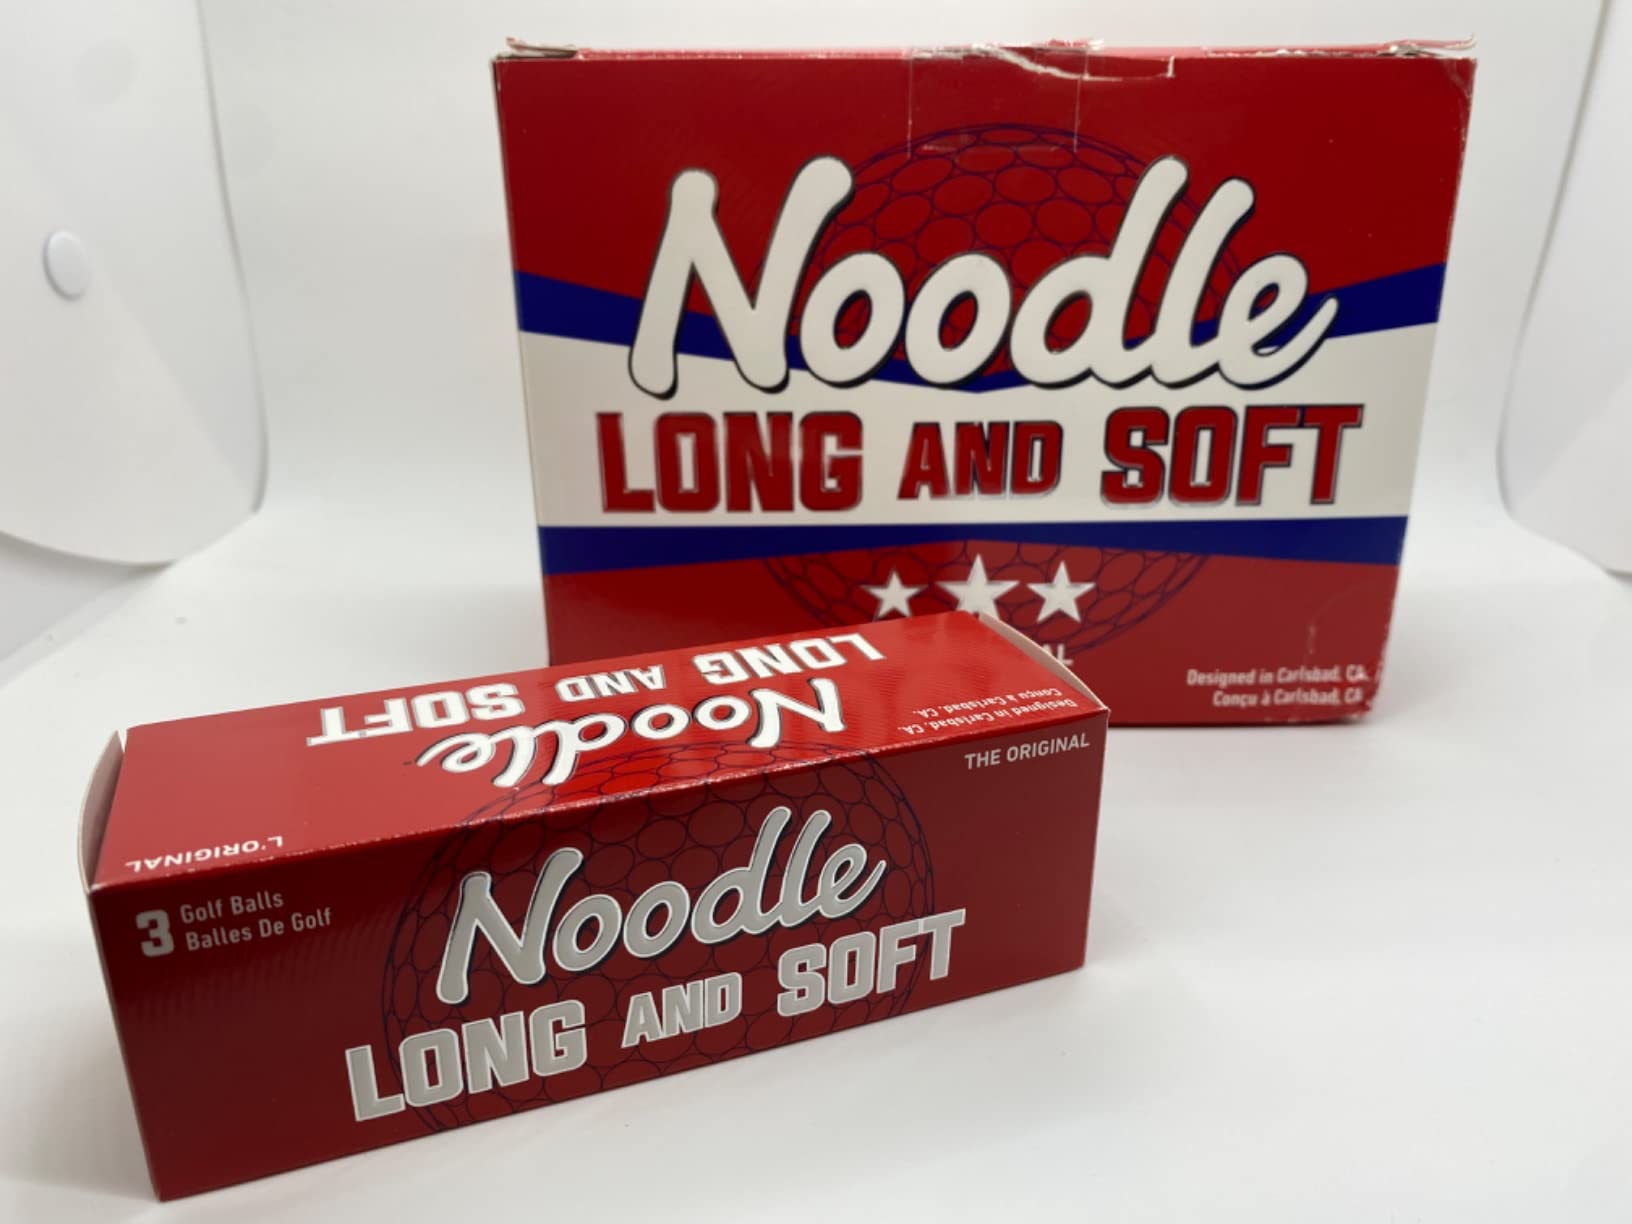 Noodle
LONG AND SOFT
Designed in Carlsbad, CA.
Conçu à Carlsbad, CA.
LONG AND SOFT
Noodle
Designed in Carlsbad, CA.
Conçu à Carlsbad, CA.
L'ORIGINAL
THE ORIGINAL
3 Golf Balls
Balles De Golf
Noodle
LONG AND SOFT